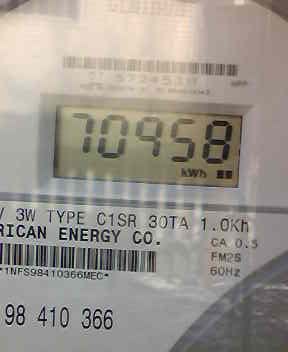 70958
kWh
V 3W TYPE C1SR 30TA 1.0Kh
RICAN ENERGY CO.
CA 0.5
FM2S
60Hz
*1NFS98410366MEC*
98 410 366